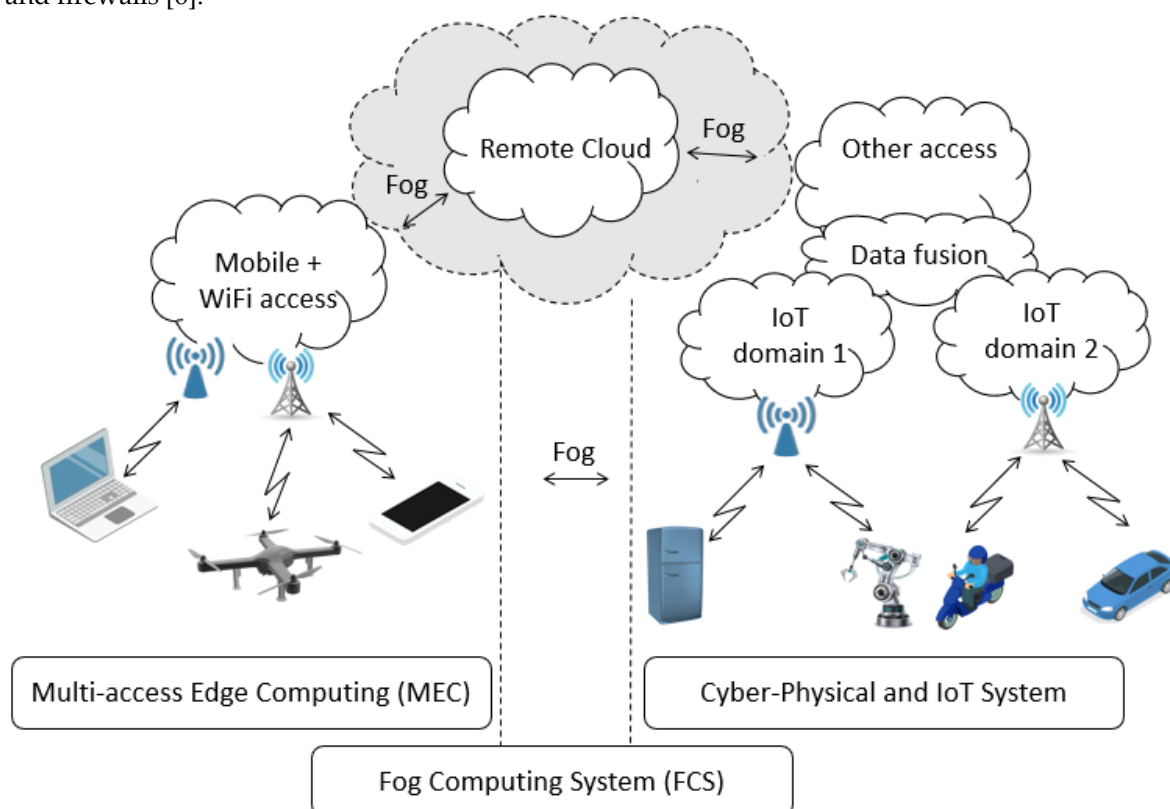 and firewalls [6].
Remote Cloud
Fog
Fog
Other access
Data fusion
Mobile +
WiFi access
IoT
domain 1
IoT
domain 2
Fog
Multi-access Edge Computing (MEC)
Cyber-Physical and IoT System
Fog Computing System (FCS)